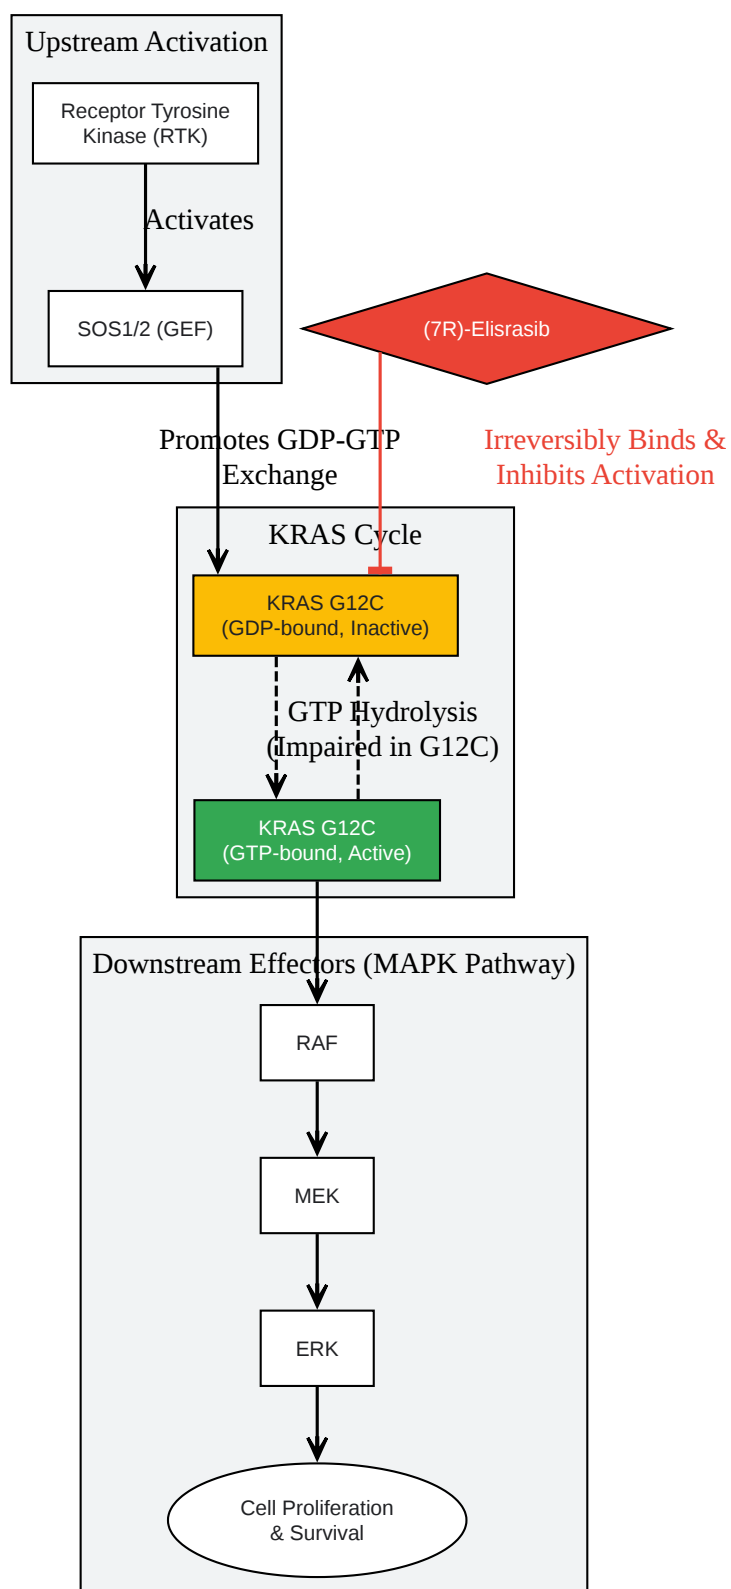 Upstream Activation
Receptor Tyrosine
Kinase (RTK)
Activates
SOS1/2 (GEF)
(7R)-Elisrasib
Promotes GDP-GTP
Exchange
Irreversibly Binds &
Inhibits Activation
KRAS Cycle
KRAS G12C
(GDP-bound, Inactive)
GTP Hydrolysis
(Impaired in G12C)
KRAS G12C
(GTP-bound, Active)
Downstream Effectors (MAPK Pathway)
RAF
MEK
ERK
Cell Proliferation
& Survival